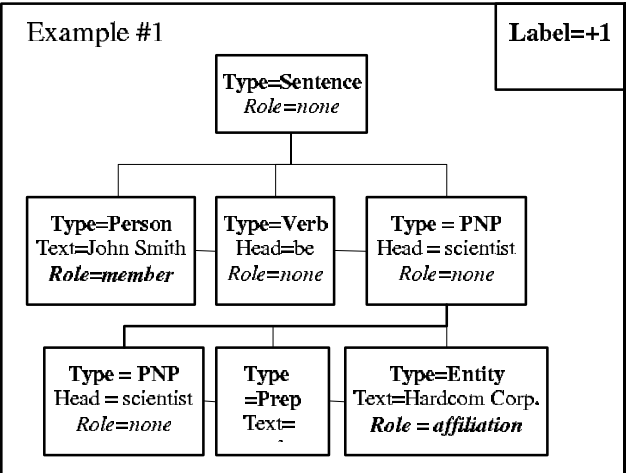 Example #1
Label=+1
Type=Sentence
Role=none
Type=Person
Text=John Smith
Role=member
Type=Verb
Head=be
Role=none
Type = PNP
Head = scientist
Role=none
Type = PNP
Head = scientist
Role=none
Type
=Prep
Text=
Type=Entity
Text=Hardcom Corp.
Role = affiliation